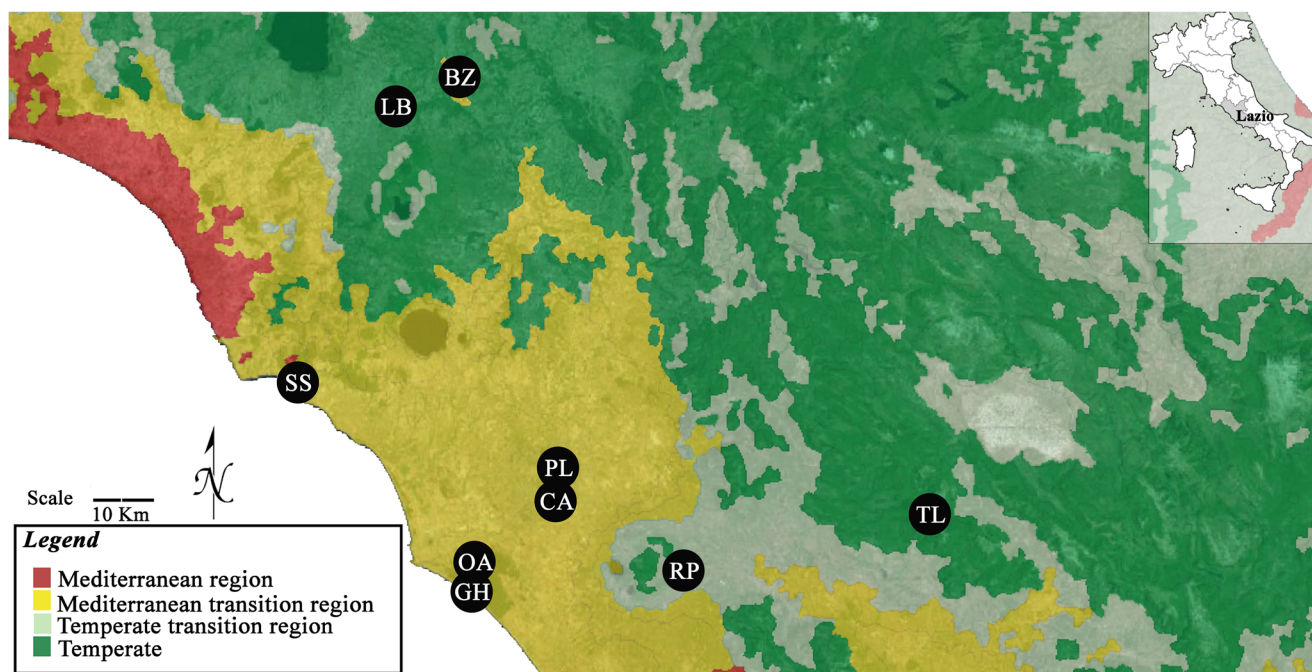 BZ
LB
Lazio
SS
PL
CA
TL
OA
RP
GH
N
Scale
10 Km
Legend
Mediterranean region
Mediterranean transition region
Temperate transition region
Temperate